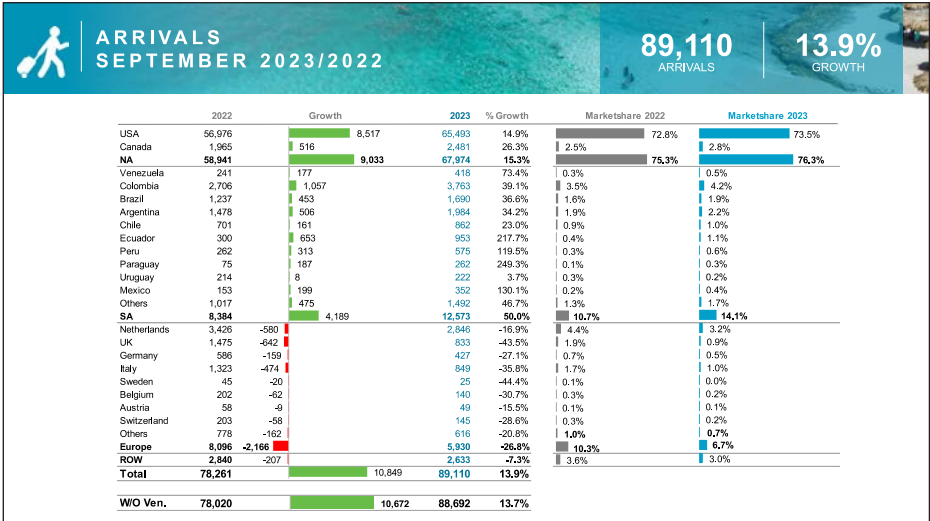 ARRIVALS
SEPTEMBER 2023/2022
89,110
ARRIVALS
13.9%
GROWTH
2022 Growth 2023 % Growth Marketshare 2022 Marketshare 2023
USA 56,976 8,517 65,493 14.9% 72.8% 73.5%
Canada 1,965 516 2,481 26.3% 2.5% 2.8%
NA 58,941 9,033 67,974 15.3% 75.3% 76.3%
Venezuela 241 177 418 73.4% 0.3% 0.5%
Colombia 2,706 1,057 3,763 39.1% 3.5% 4.2%
Brazil 1,237 453 1,690 36.6% 1.6% 1.9%
Argentina 1,478 506 1,984 34.2% 1.9% 2.2%
Chile 701 161 862 23.0% 0.9% 1.0%
Ecuador 300 653 953 217.7% 0.4% 1.1%
Peru 262 313 575 119.5% 0.3% 0.6%
Paraguay 75 187 262 249.3% 0.1% 0.3%
Uruguay 214 8 222 3.7% 0.3% 0.2%
Mexico 153 199 352 130.1% 0.2% 0.4%
Others 1,017 475 1,492 46.7% 1.3% 1.7%
SA 8,384 4,189 12,573 50.0% 10.7% 14.1%
Netherlands 3,426 -580 2,846 -16.9% 4.4% 3.2%
UK 1,475 -642 833 -43.5% 1.9% 0.9%
Germany 586 -159 427 -27.1% 0.7% 0.5%
Italy 1,323 -474 849 -35.8% 1.7% 1.0%
Sweden 45 -20 25 -44.4% 0.1% 0.0%
Belgium 202 -62 140 -30.7% 0.3% 0.2%
Austria 58 -9 49 -15.5% 0.1% 0.1%
Switzerland 203 -58 145 -28.6% 0.3% 0.2%
Others 778 -162 616 -20.8% 1.0% 0.7%
Europe 8,096 -2,166 5,930 -26.8% 10.3% 6.7%
ROW 2,840 -207 2,633 -7.3% 3.6% 3.0%
Total 78,261 10,849 89,110 13.9%
W/O Ven. 78,020 10,672 88,692 13.7%